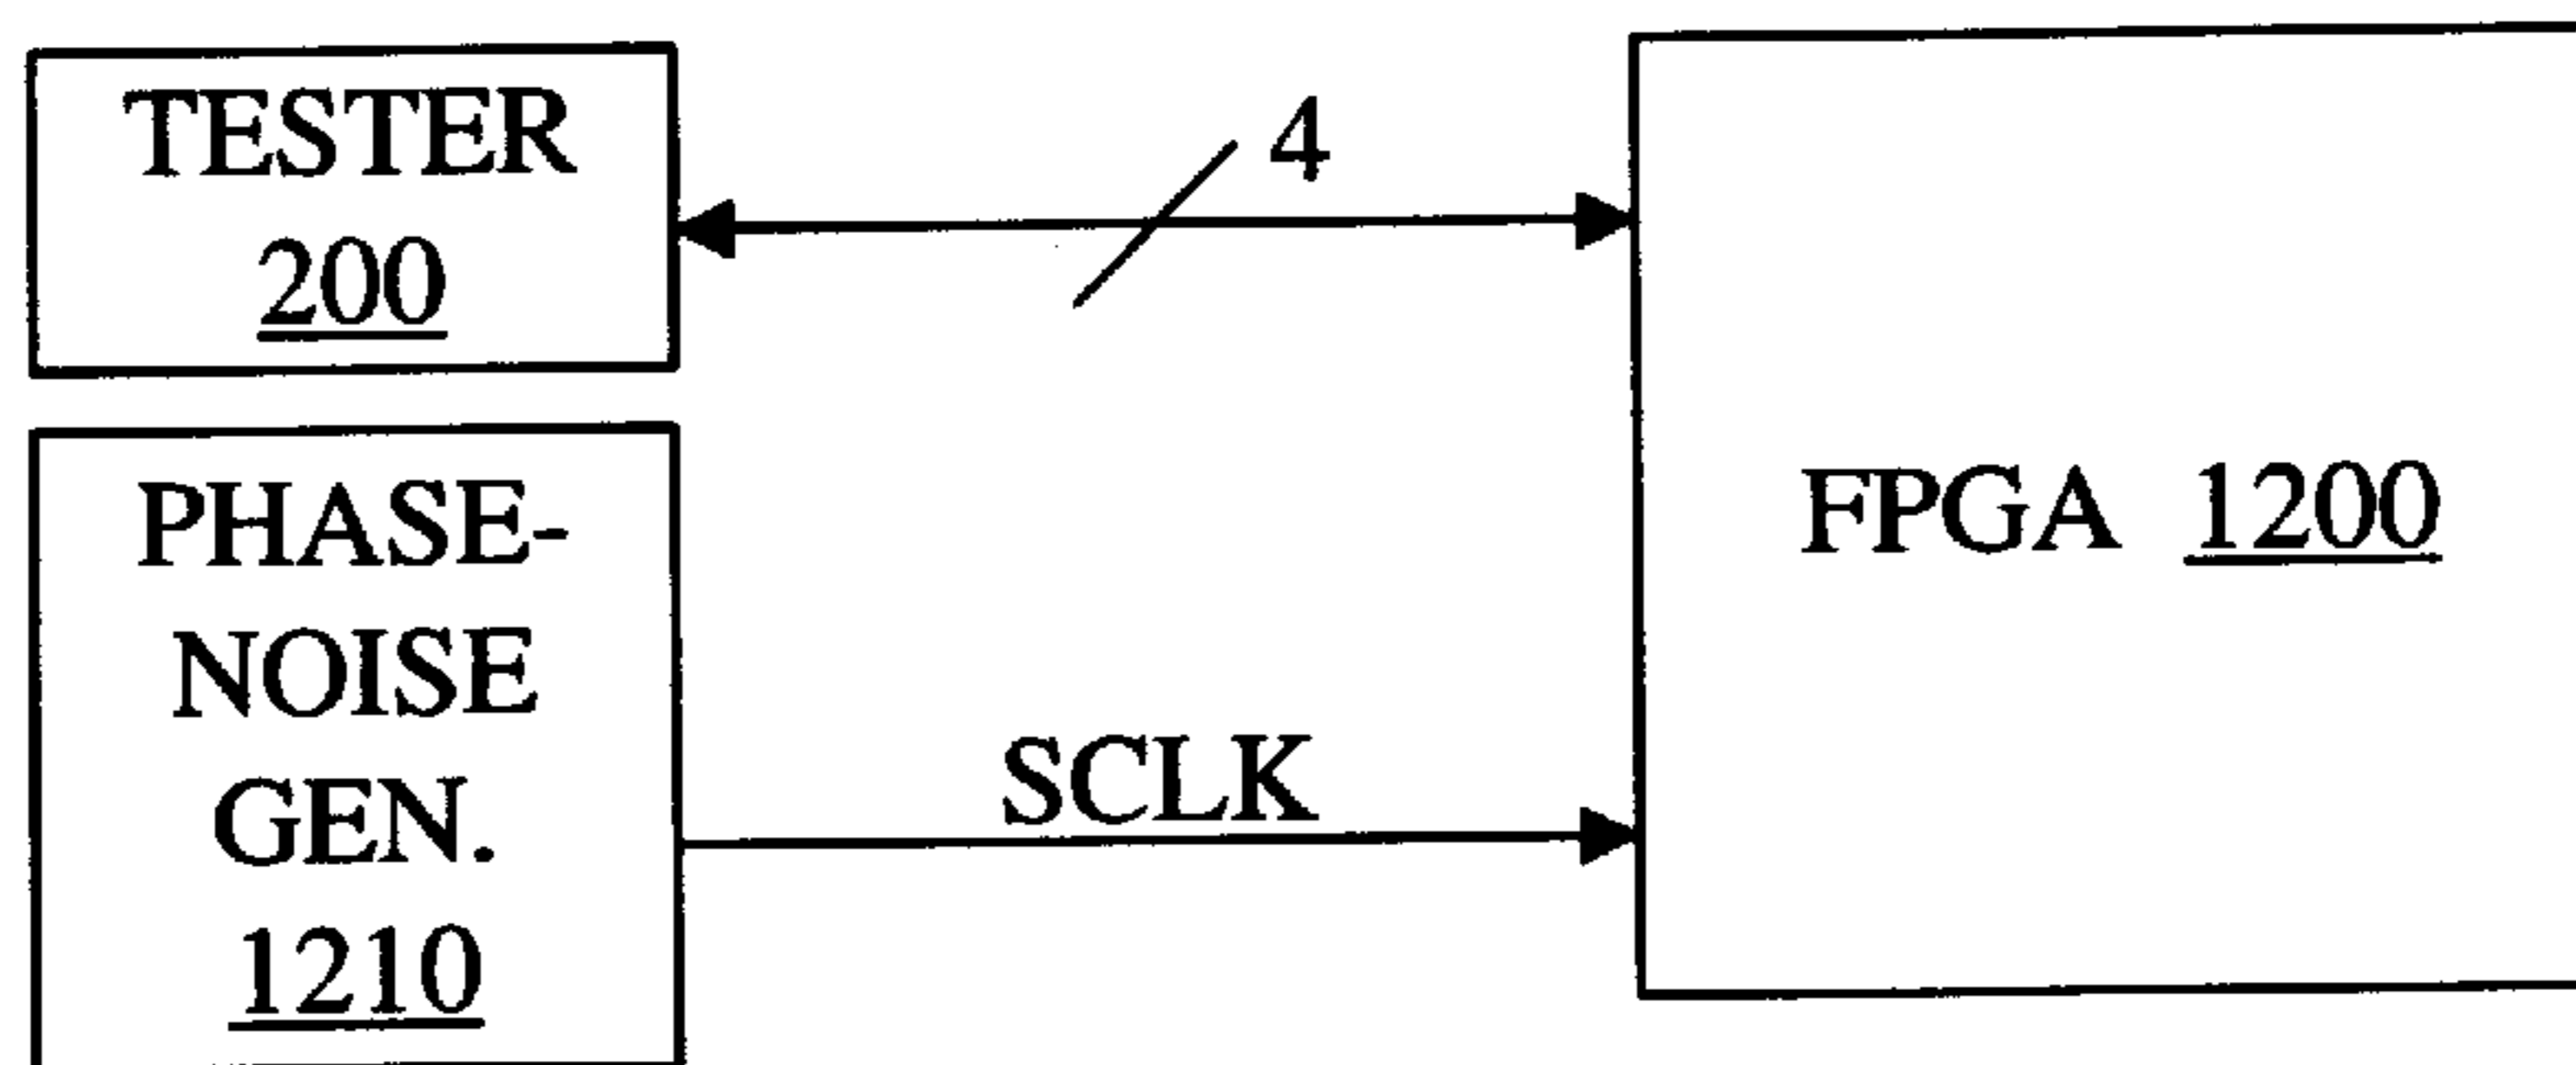 TESTER
200
4
PHASE-
NOISE
GEN.
1210
SCLK
FPGA 1200